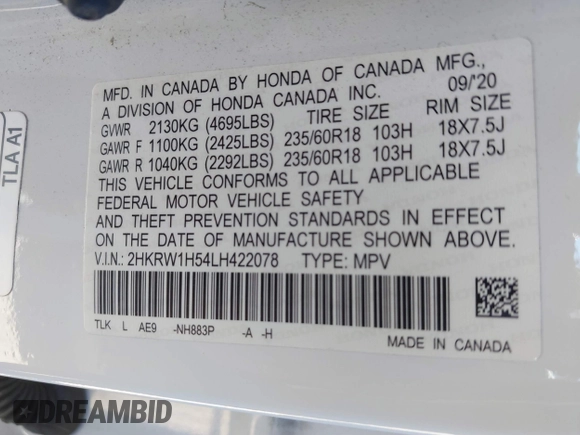 MFD. IN CANADA BY HONDA OF CANADA MFG.,
A DIVISION OF HONDA CANADA INC. 09/'20
GVWR 2130KG (4695LBS) TIRE SIZE RIM SIZE
GAWR F 1100KG (2425LBS) 235/60R18 103H 18X7.5J
GAWR R 1040KG (2292LBS) 235/60R18 103H 18X7.5J
THIS VEHICLE CONFORMS TO ALL APPLICABLE
FEDERAL MOTOR VEHICLE SAFETY
AND THEFT PREVENTION STANDARDS IN EFFECT
ON THE DATE OF MANUFACTURE SHOWN ABOVE.
V.I.N.: 2HKRW1H54LH422078 TYPE: MPV
TLK L AE9 -NH883P -A -H
MADE IN CANADA
TLA A1
DREAMBID